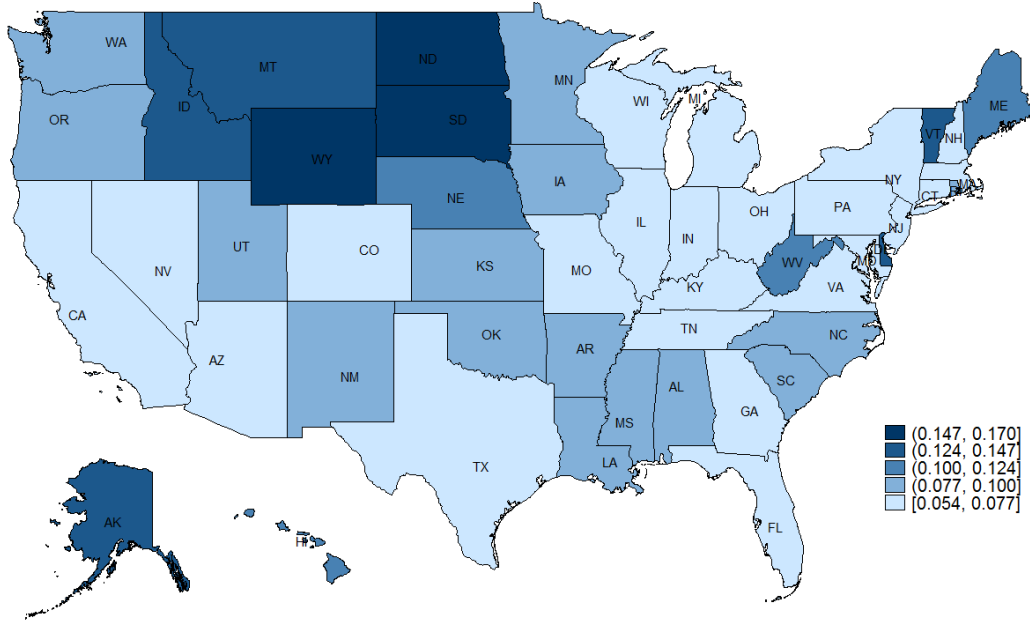 WA
MT
ND
MN
ME
OR
ID
SD
WI
MI
VT
NH
WY
NE
IA
NY
CT
MA
UT
CO
KS
IL
IN
OH
PA
NJ
NV
MO
KY
WV
MD
DE
VA
CA
AZ
NM
OK
AR
TN
NC
SC
TX
LA
MS
AL
GA
FL
AK
HI
(0.147, 0.170]
(0.124, 0.147]
(0.100, 0.124]
(0.077, 0.100]
[0.054, 0.077]